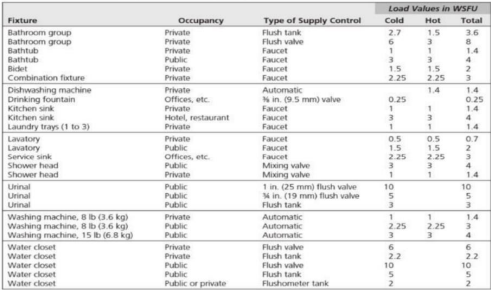 Load Values in WSFU
Fixture Occupancy Type of Supply Control Cold Hot Total
Bathroom group Private Flush tank 2.7 1.5 3.6
Bathroom group Private Flush valve 6 3 8
Bathtub Private Faucet 1 1 1.4
Bathtub Public Faucet 3 3 4
Bidet Private Faucet 1.5 1.5 2
Combination fixture Private Faucet 2.25 2.25 3
Dishwashing machine Private Automatic 1.4 1.4
Drinking fountain Offices, etc. ⅜ in. (9.5 mm) valve 0.25 0.25
Kitchen sink Private Faucet 1 1 1.4
Kitchen sink Hotel, restaurant Faucet 3 3 4
Laundry trays (1 to 3) Private Faucet 1 1 1.4
Lavatory Private Faucet 0.5 0.5 0.7
Lavatory Public Faucet 1.5 1.5 2
Service sink Offices, etc. Faucet 2.25 2.25 3
Shower head Public Mixing valve 3 3 4
Shower head Private Mixing valve 1 1 1.4
Urinal Public 1 in. (25 mm) flush valve 10 10
Urinal Public ¾ in. (19 mm) flush valve 5 5
Urinal Public Flush tank 3 3
Washing machine, 8 lb (3.6 kg) Private Automatic 1 1 1.4
Washing machine, 8 lb (3.6 kg) Public Automatic 2.25 2.25 3
Washing machine, 15 lb (6.8 kg) Public Automatic 3 3 4
Water closet Private Flush valve 6 6
Water closet Private Flush tank 2.2 2.2
Water closet Public Flush valve 10 10
Water closet Public Flush tank 5 5
Water closet Public or private Flushometer tank 2 2